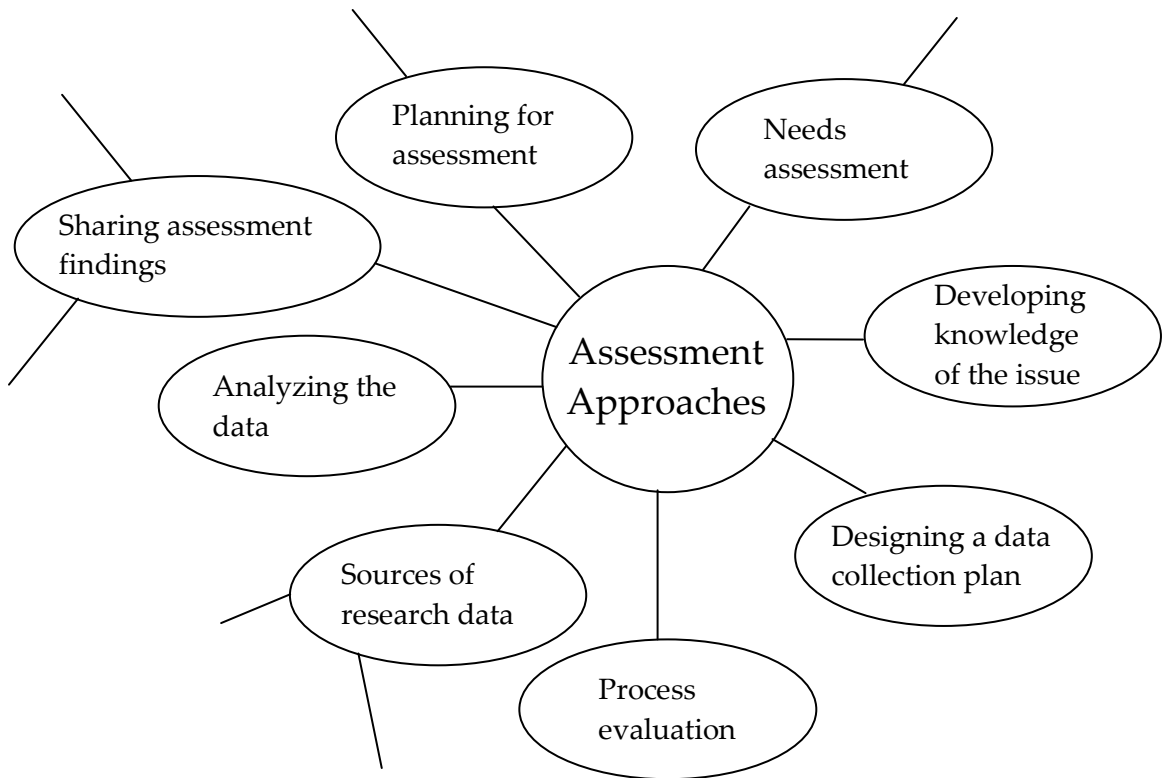 Planning for
assessment
Needs
assessment
Sharing assessment
findings
Developing
knowledge
of the issue
Assessment
Approaches
Analyzing the
data
Designing a data
collection plan
Sources of
research data
Process
evaluation